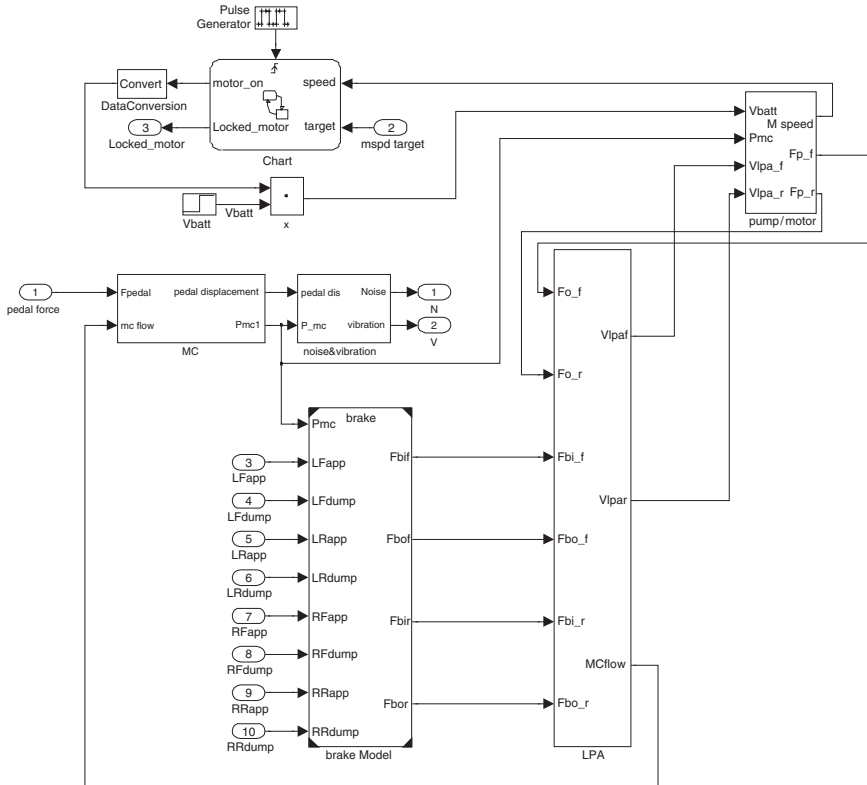 Pulse
Generator
Convert
DataConversion
3
Locked_motor
motor_on
speed
Locked_motor
target
Chart
2
mspd target
Vbatt
Vbatt
x
Vbatt
M speed
Pmc
Fp_f
Vlpa_f
Vlpa_r
Fp_r
pump/motor
1
pedal force
Fpedal
pedal displacement
mc flow
Pmc1
MC
pedal dis
Noise
P_mc
vibration
noise&vibration
1
N
2
V
Fo_f
Vlpaf
Fo_r
Fbi_f
Vlpar
Fbo_f
Fbi_r
MCflow
Fbo_r
LPA
brake
Pmc
LFapp
Fbif
LFdump
LRapp
Fbof
LRdump
RFapp
Fbir
RFdump
RRapp
Fbor
RRdump
brake Model
3
LFapp
4
LFdump
5
LRapp
6
LRdump
7
RFapp
8
RFdump
9
RRapp
10
RRdump